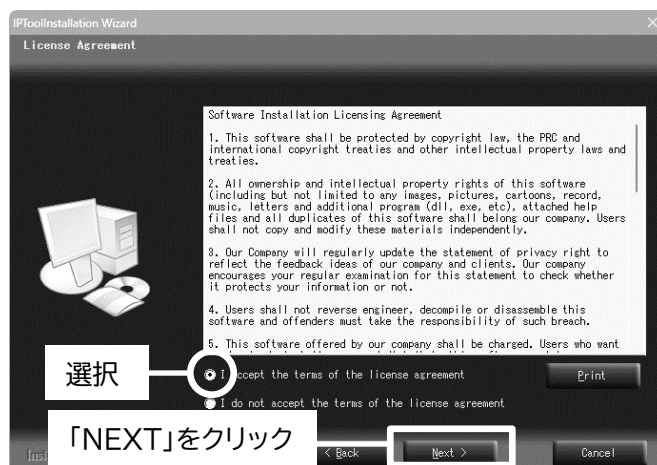 IPToolInstallation Wizard
License Agreement
Software Installation Licensing Agreement
1. This software shall be protected by copyright law, the PRC and
international copyright treaties and other intellectual property laws and
treaties.
2. All ownership and intellectual property rights of this software
(including but not limited to any images, pictures, cartoons, record,
music, letters and additional program (dll, exe, etc), attached help
files and all duplicates of this software shall belong our company. Users
shall not copy and modify these materials independently.
3. Our Company will regularly update the statement of privacy right to
reflect the feedback ideas of our company and clients. Our company
encourages your regular examination for this statement to check whether
it protects your information or not.
4. Users shall not reverse engineer, decompile or disassemble this
software and offenders must take the responsibility of such breach.
5. This software offered by our company shall be charged. Users who want
選択
I accept the terms of the license agreement
Print
I do not accept the terms of the license agreement
「NEXT」をクリック
< Back
Next >
Cancel